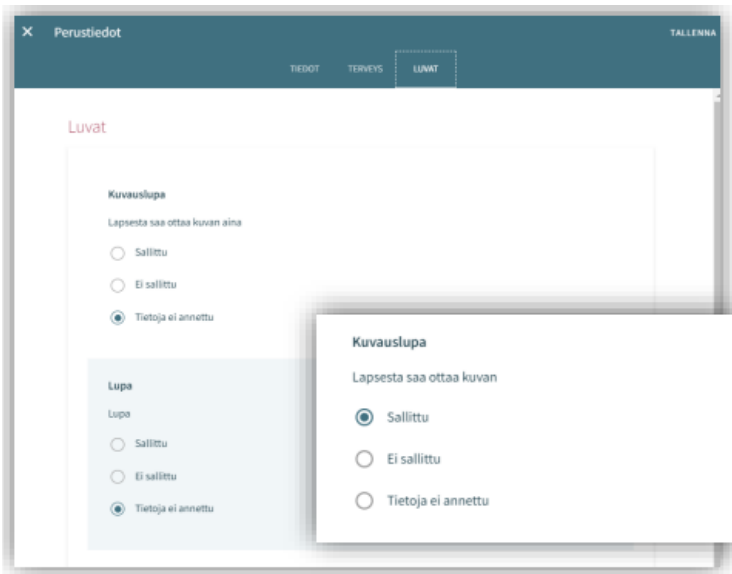 Perustiedot
TALLENNA
TIEDOT TERVEYS LUVAT
Luvat
Kuvauslupa
Lapsesta saa ottaa kuvan aina
Sallittu
Ei sallittu
Tietoja ei annettu
Lupa
Lupa
Sallittu
Ei sallittu
Tietoja ei annettu
Kuvauslupa
Lapsesta saa ottaa kuvan
Sallittu
Ei sallittu
Tietoja ei annettu